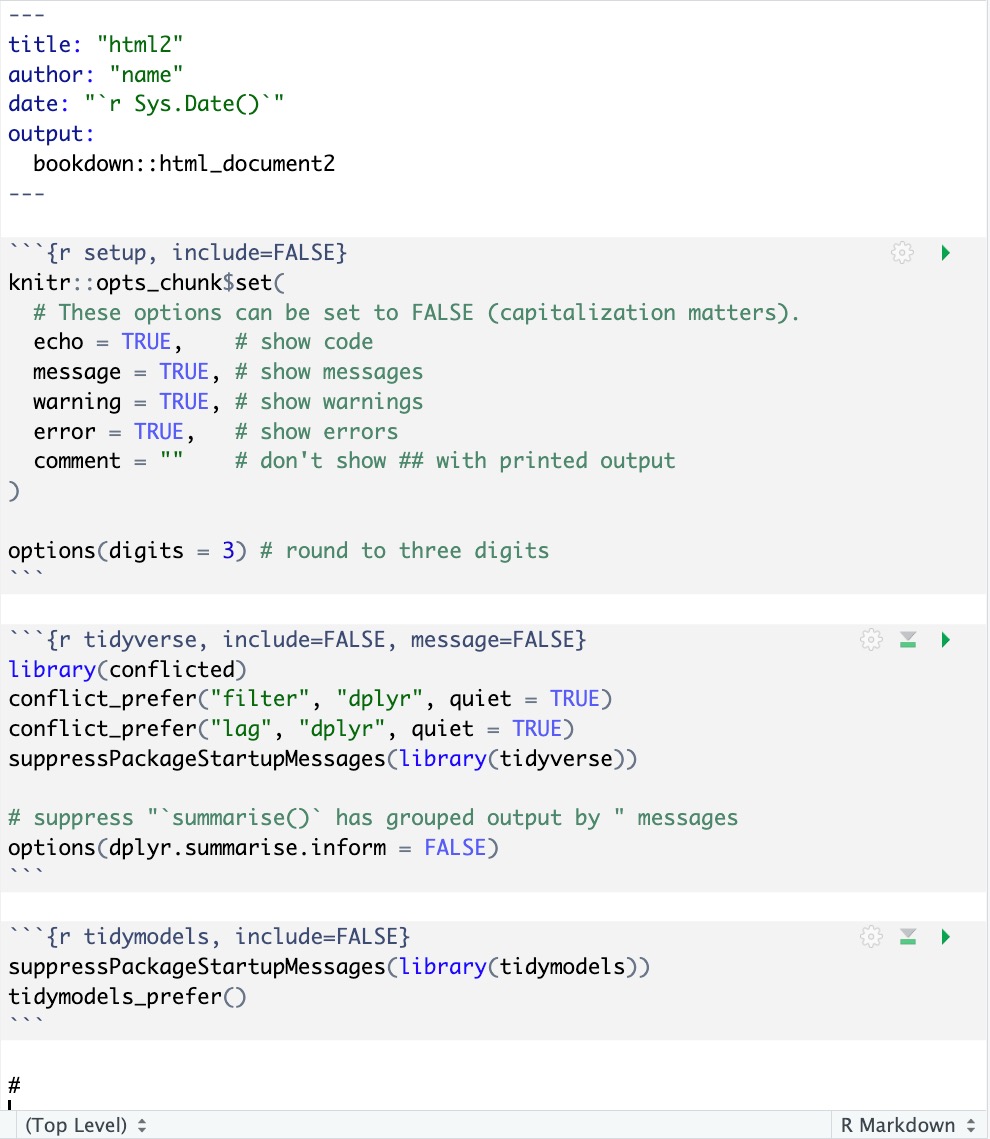 ---
title: "html2"
author: "name"
date: "`r Sys.Date()`"
output:
  bookdown::html_document2
---
```{r setup, include=FALSE}
knitr::opts_chunk$set(
  # These options can be set to FALSE (capitalization matters).
  echo = TRUE,    # show code
  message = TRUE, # show messages
  warning = TRUE, # show warnings
  error = TRUE,   # show errors
  comment = ""    # don't show ## with printed output
)
options(digits = 3) # round to three digits
```
```{r tidyverse, include=FALSE, message=FALSE}
library(conflicted)
conflict_prefer("filter", "dplyr", quiet = TRUE)
conflict_prefer("lag", "dplyr", quiet = TRUE)
suppressPackageStartupMessages(library(tidyverse))
# suppress "`summarise()` has grouped output by " messages
options(dplyr.summarise.inform = FALSE)
```
```{r tidymodels, include=FALSE}
suppressPackageStartupMessages(library(tidymodels))
tidymodels_prefer()
```
#
(Top Level) R Markdown